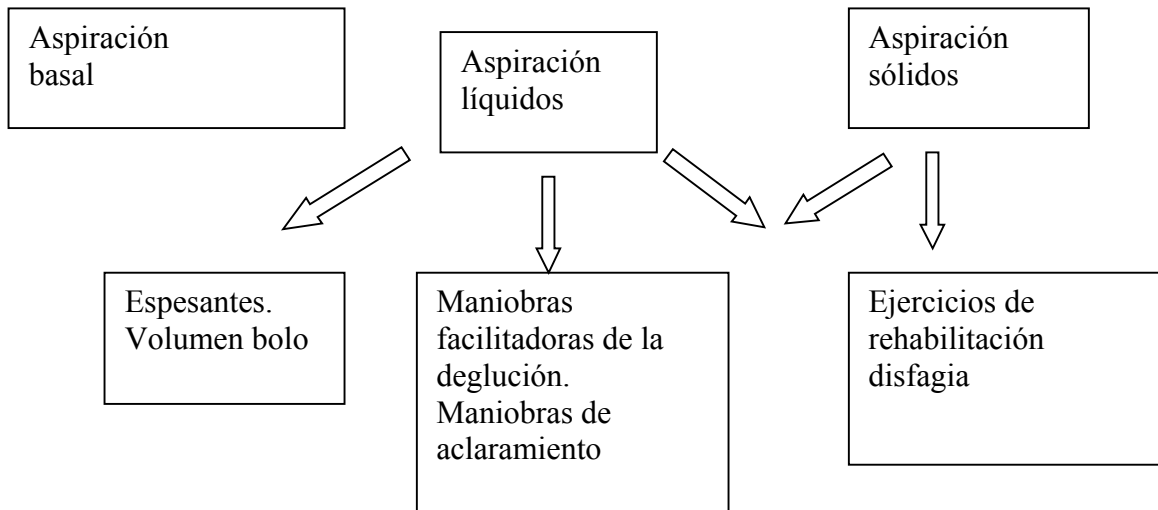 Aspiración
basal
Aspiración
líquidos
Aspiración
sólidos
Espesantes.
Volumen bolo
Maniobras
facilitadoras de la
deglución.
Maniobras de
aclaramiento
Ejercicios de
rehabilitación
disfagia